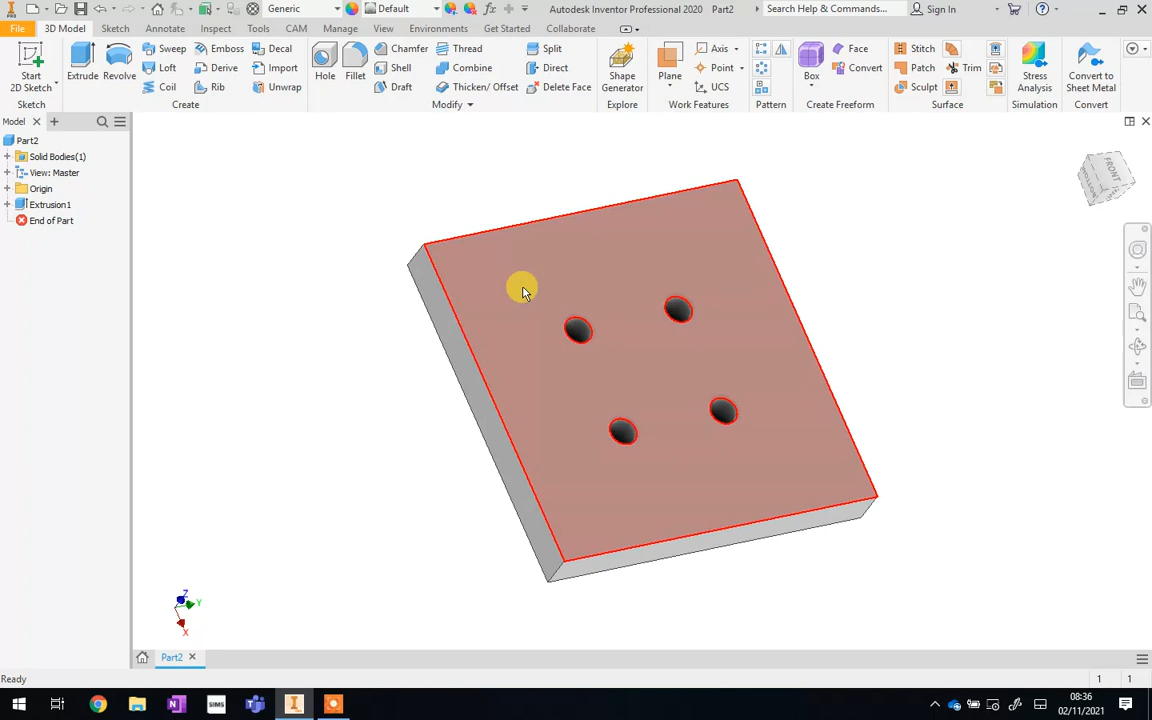 PRO
Generic
Default
Autodesk Inventor Professional 2020 Part2
Search Help & Commands...
Sign In
File
3D Model
Sketch
Annotate
Inspect
Tools
CAM
Manage
View
Environments
Get Started
Collaborate
Start
2D Sketch
Extrude
Revolve
Sweep
Emboss
Decal
Loft
Derive
Import
Coil
Rib
Unwrap
Hole
Fillet
Chamfer
Thread
Split
Shell
Combine
Direct
Draft
Thicken/ Offset
Delete Face
Shape
Generator
Plane
Axis
Point
UCS
Box
Face
Convert
Stitch
Patch
Trim
Sculpt
Stress
Analysis
Convert to
Sheet Metal
Sketch
Create
Modify
Explore
Work Features
Pattern
Create Freeform
Surface
Simulation
Convert
Model
Part2
Solid Bodies(1)
View: Master
Origin
Extrusion1
End of Part
FRONT
BOTTOM
Z
Y
X
Part2
Ready
1
1
SIMS
08:36
02/11/2021